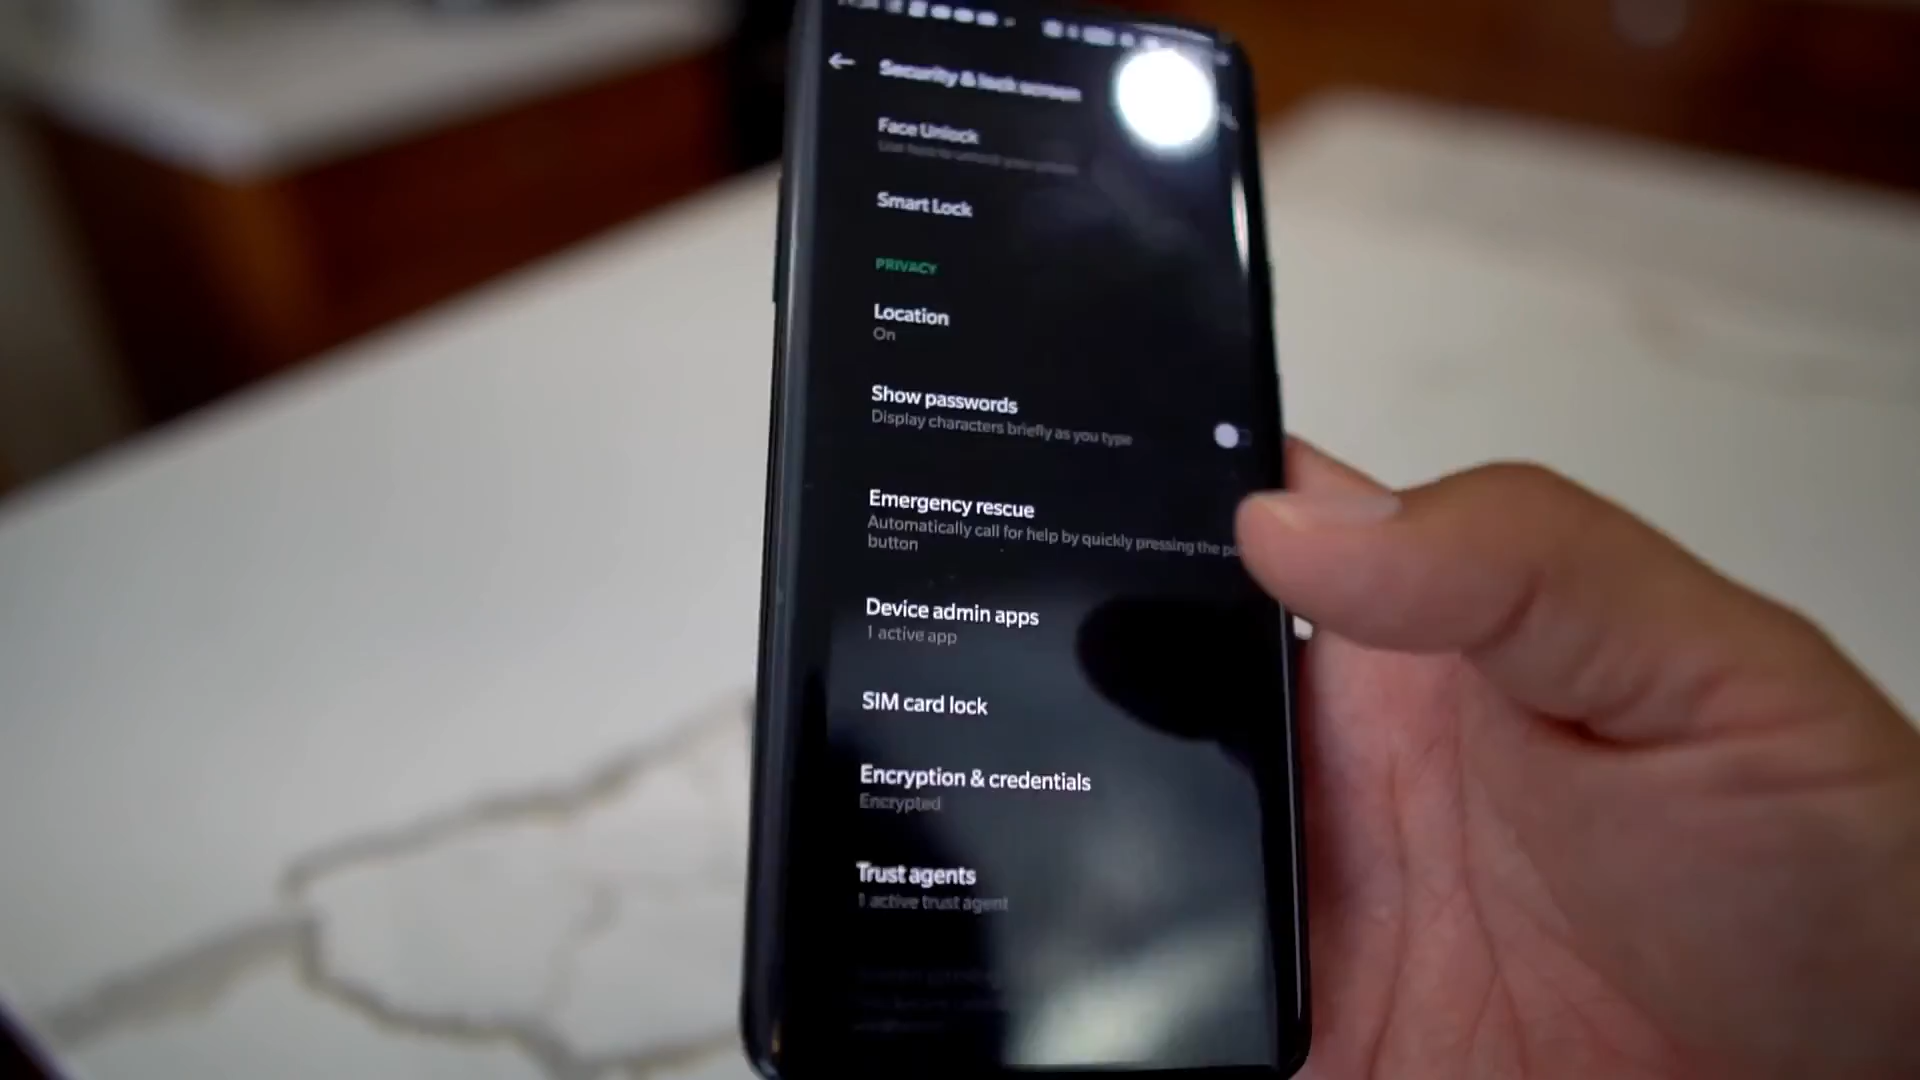 Security & lock screen
Face Unlock
Smart Lock
PRIVACY
Location
On
Show passwords
Display characters briefly as you type
Emergency rescue
Automatically call for help by quickly pressing the
button
Device admin apps
1 active app
SIM card lock
Encryption & credentials
Encrypted
Trust agents
1 active trust agent